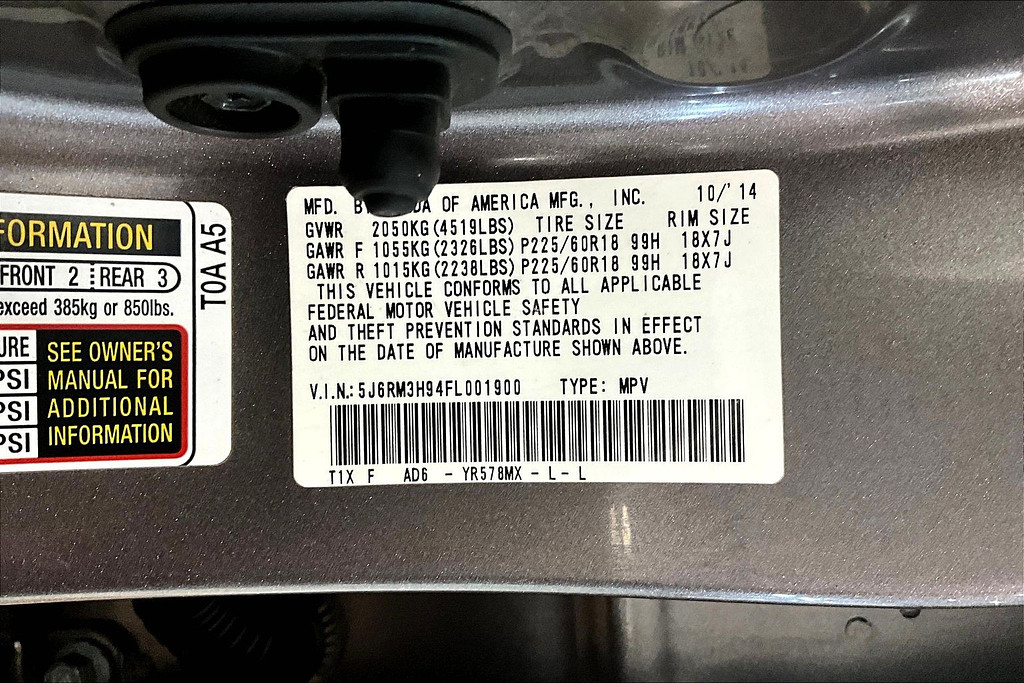 FORMATION
FRONT 2 REAR 3
exceed 385kg or 850lbs.
URE
PSI
PSI
PSI
SEE OWNER'S
MANUAL FOR
ADDITIONAL
INFORMATION
T0A A5
MFD. B DA OF AMERICA MFG., INC. 10/'14
GVWR 2050KG(4519LBS) TIRE SIZE RIM SIZE
GAWR F 1055KG(2326LBS) P225/60R18 99H 18X7J
GAWR R 1015KG(2238LBS) P225/60R18 99H 18X7J
THIS VEHICLE CONFORMS TO ALL APPLICABLE
FEDERAL MOTOR VEHICLE SAFETY
AND THEFT PREVENTION STANDARDS IN EFFECT
ON THE DATE OF MANUFACTURE SHOWN ABOVE.
V.I.N.: 5J6RM3H94FL001900 TYPE: MPV
T1X F AD6 - YR578MX - L - L